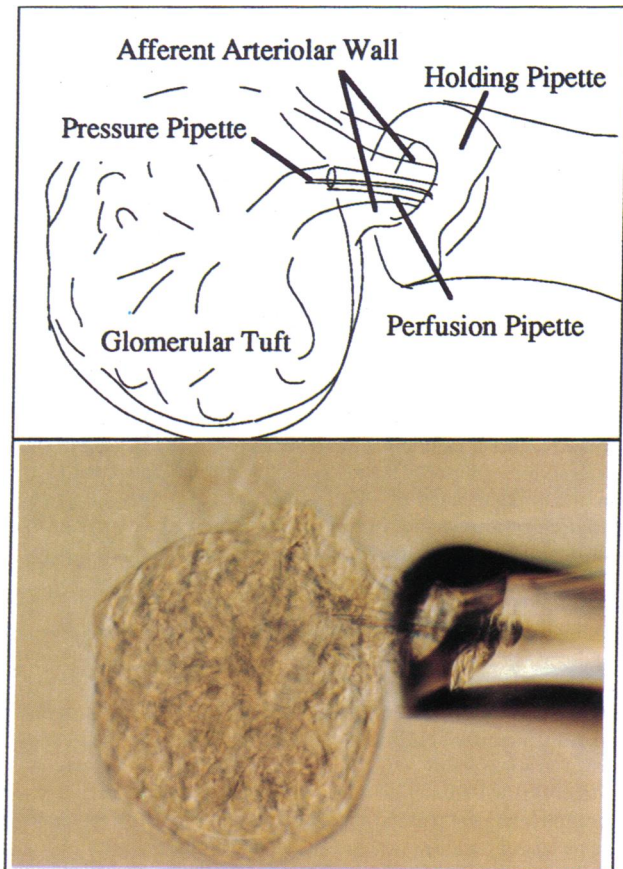 Afferent Arteriolar Wall
Holding Pipette
Pressure Pipette
Perfusion Pipette
Glomerular Tuft